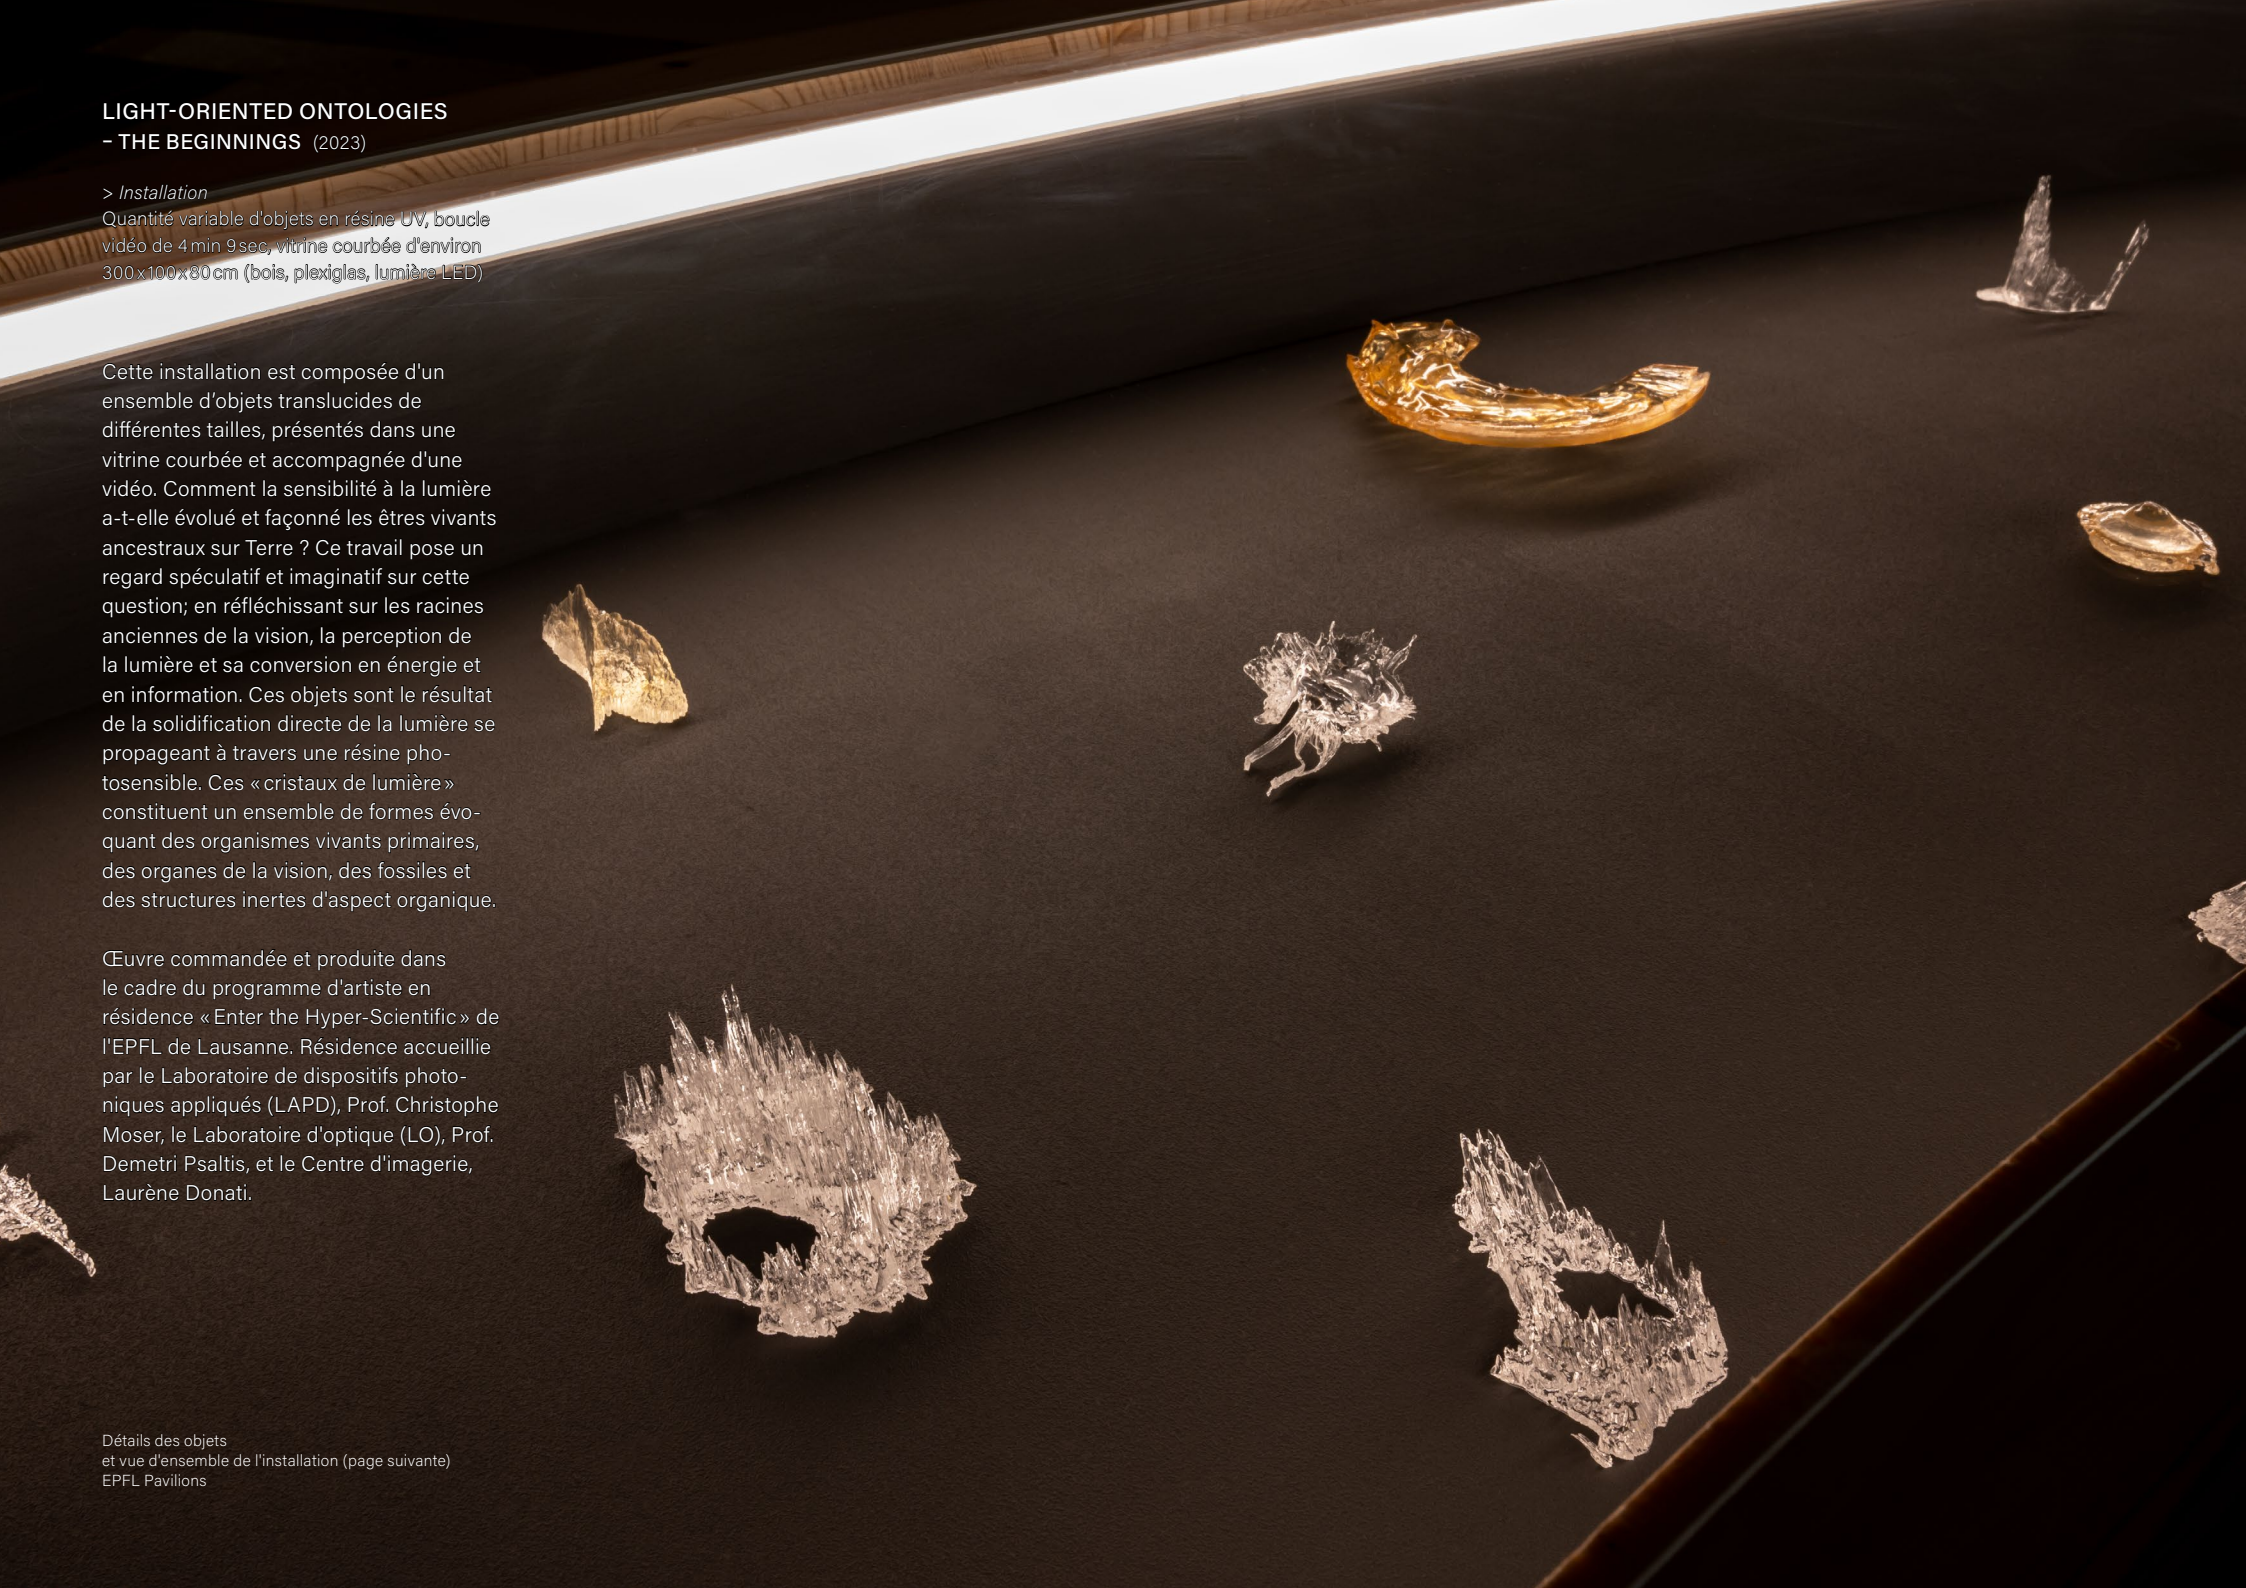 LIGHT-ORIENTED ONTOLOGIES
– THE BEGINNINGS (2023)
> Installation
Quantité variable d'objets en résine UV, boucle
vidéo de 4 min 9 sec, vitrine courbée d'environ
300 x 100 x 80 cm (bois, plexiglas, lumière LED)
Cette installation est composée d'un
ensemble d’objets translucides de
différentes tailles, présentés dans une
vitrine courbée et accompagnée d'une
vidéo. Comment la sensibilité à la lumière
a-t-elle évolué et façonné les êtres vivants
ancestraux sur Terre ? Ce travail pose un
regard spéculatif et imaginatif sur cette
question; en réfléchissant sur les racines
anciennes de la vision, la perception de
la lumière et sa conversion en énergie et
en information. Ces objets sont le résultat
de la solidification directe de la lumière se
propageant à travers une résine pho-
tosensible. Ces « cristaux de lumière »
constituent un ensemble de formes évo-
quant des organismes vivants primaires,
des organes de la vision, des fossiles et
des structures inertes d'aspect organique.
Œuvre commandée et produite dans
le cadre du programme d'artiste en
résidence « Enter the Hyper-Scientific » de
l'EPFL de Lausanne. Résidence accueillie
par le Laboratoire de dispositifs photo-
niques appliqués (LAPD), Prof. Christophe
Moser, le Laboratoire d'optique (LO), Prof.
Demetri Psaltis, et le Centre d'imagerie,
Laurène Donati.
Détails des objets
et vue d'ensemble de l'installation (page suivante)
EPFL Pavilions